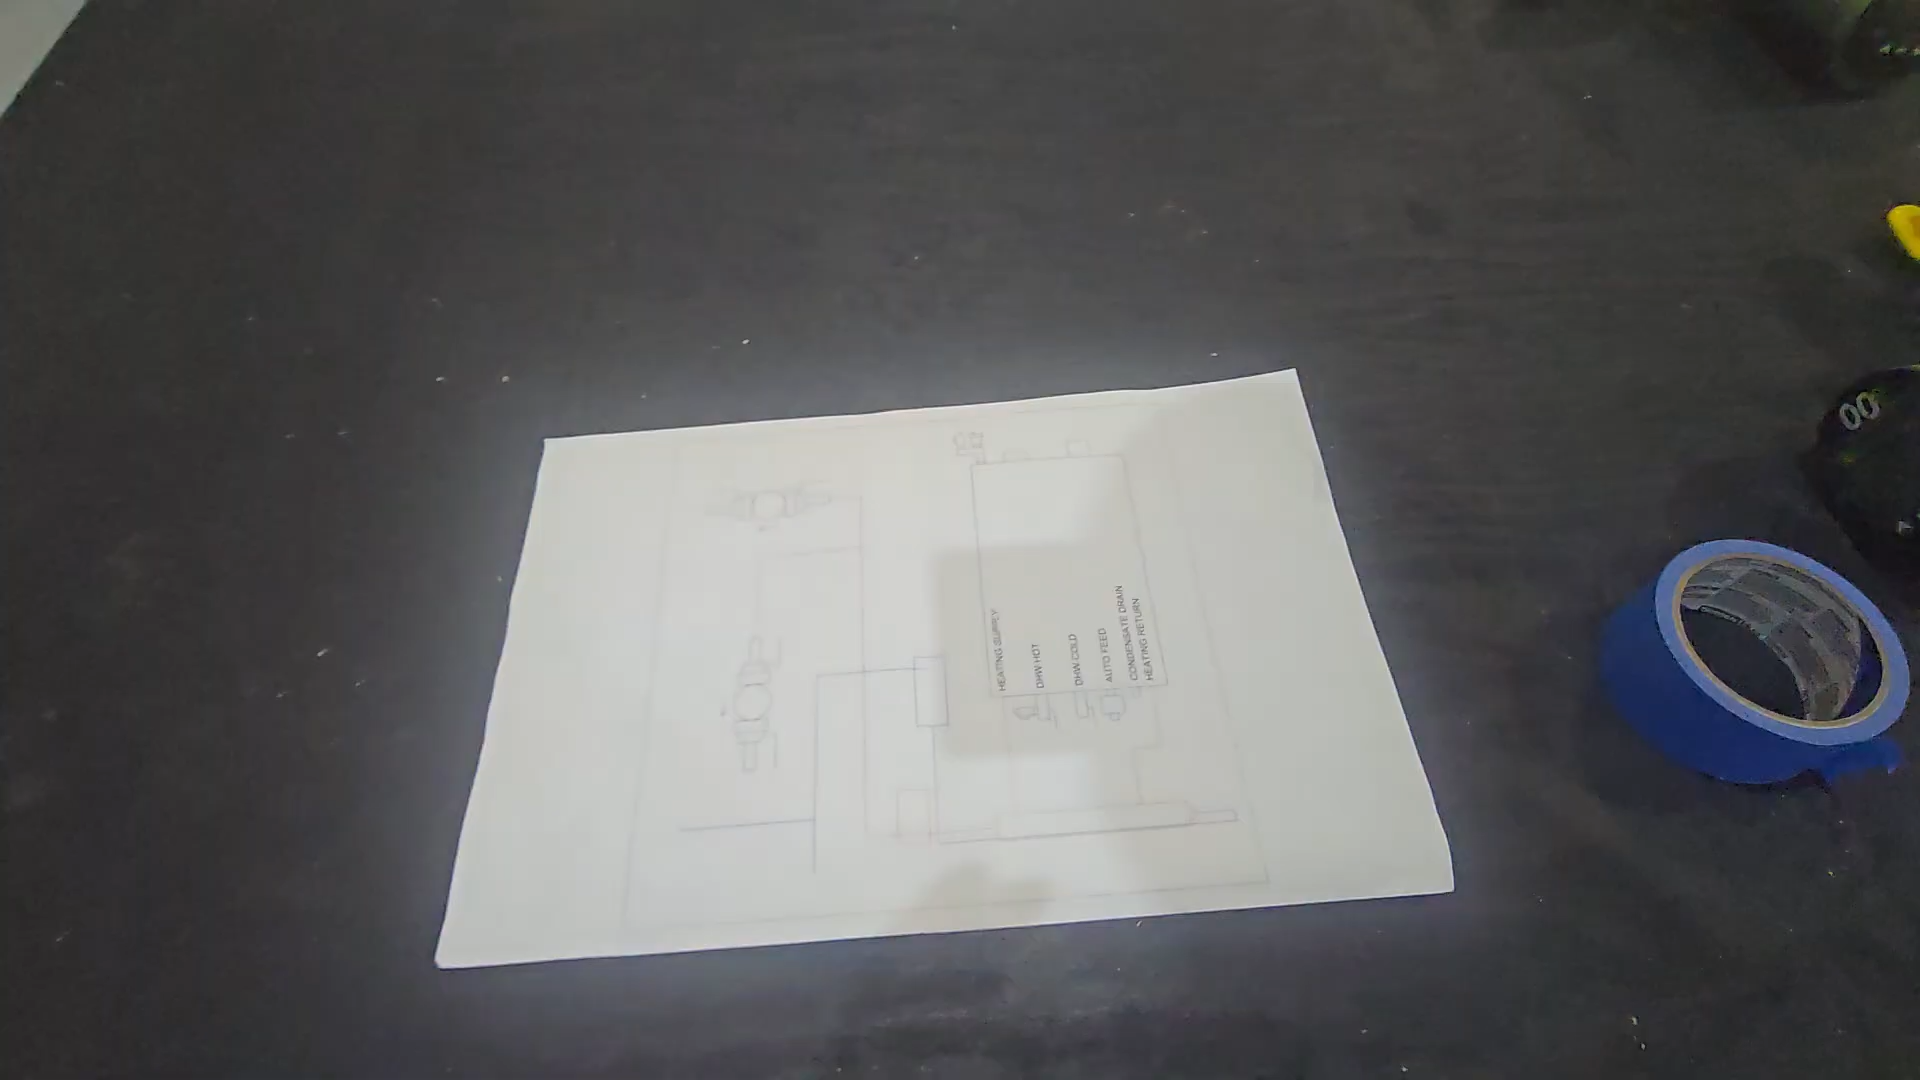 HEATING SUPPLY
DHW HOT
DHW COLD
AUTO FEED
CONDENSATE DRAIN
HEATING RETURN
00